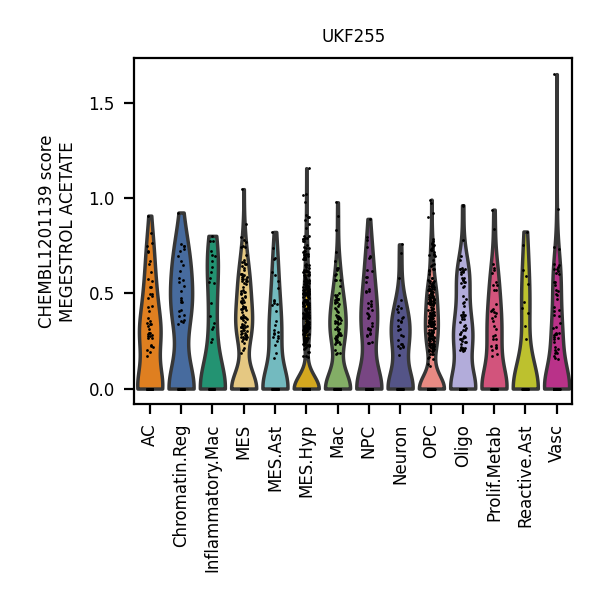 UKF255
CHEMBL1201139 score
MEGESTROL ACETATE
1.5
1.0
0.5
0.0
AC
Chromatin.Reg
Inflammatory.Mac
MES
MES.Ast
MES.Hyp
Mac
NPC
Neuron
OPC
Oligo
Prolif.Metab
Reactive.Ast
Vasc